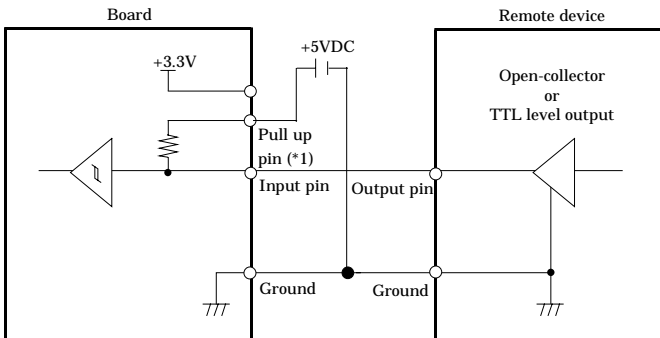 Board
Remote device
+5VDC
+3.3V
Open-collector
or
TTL level output
Pull up
pin (*1)
Input pin
Output pin
Ground
Ground